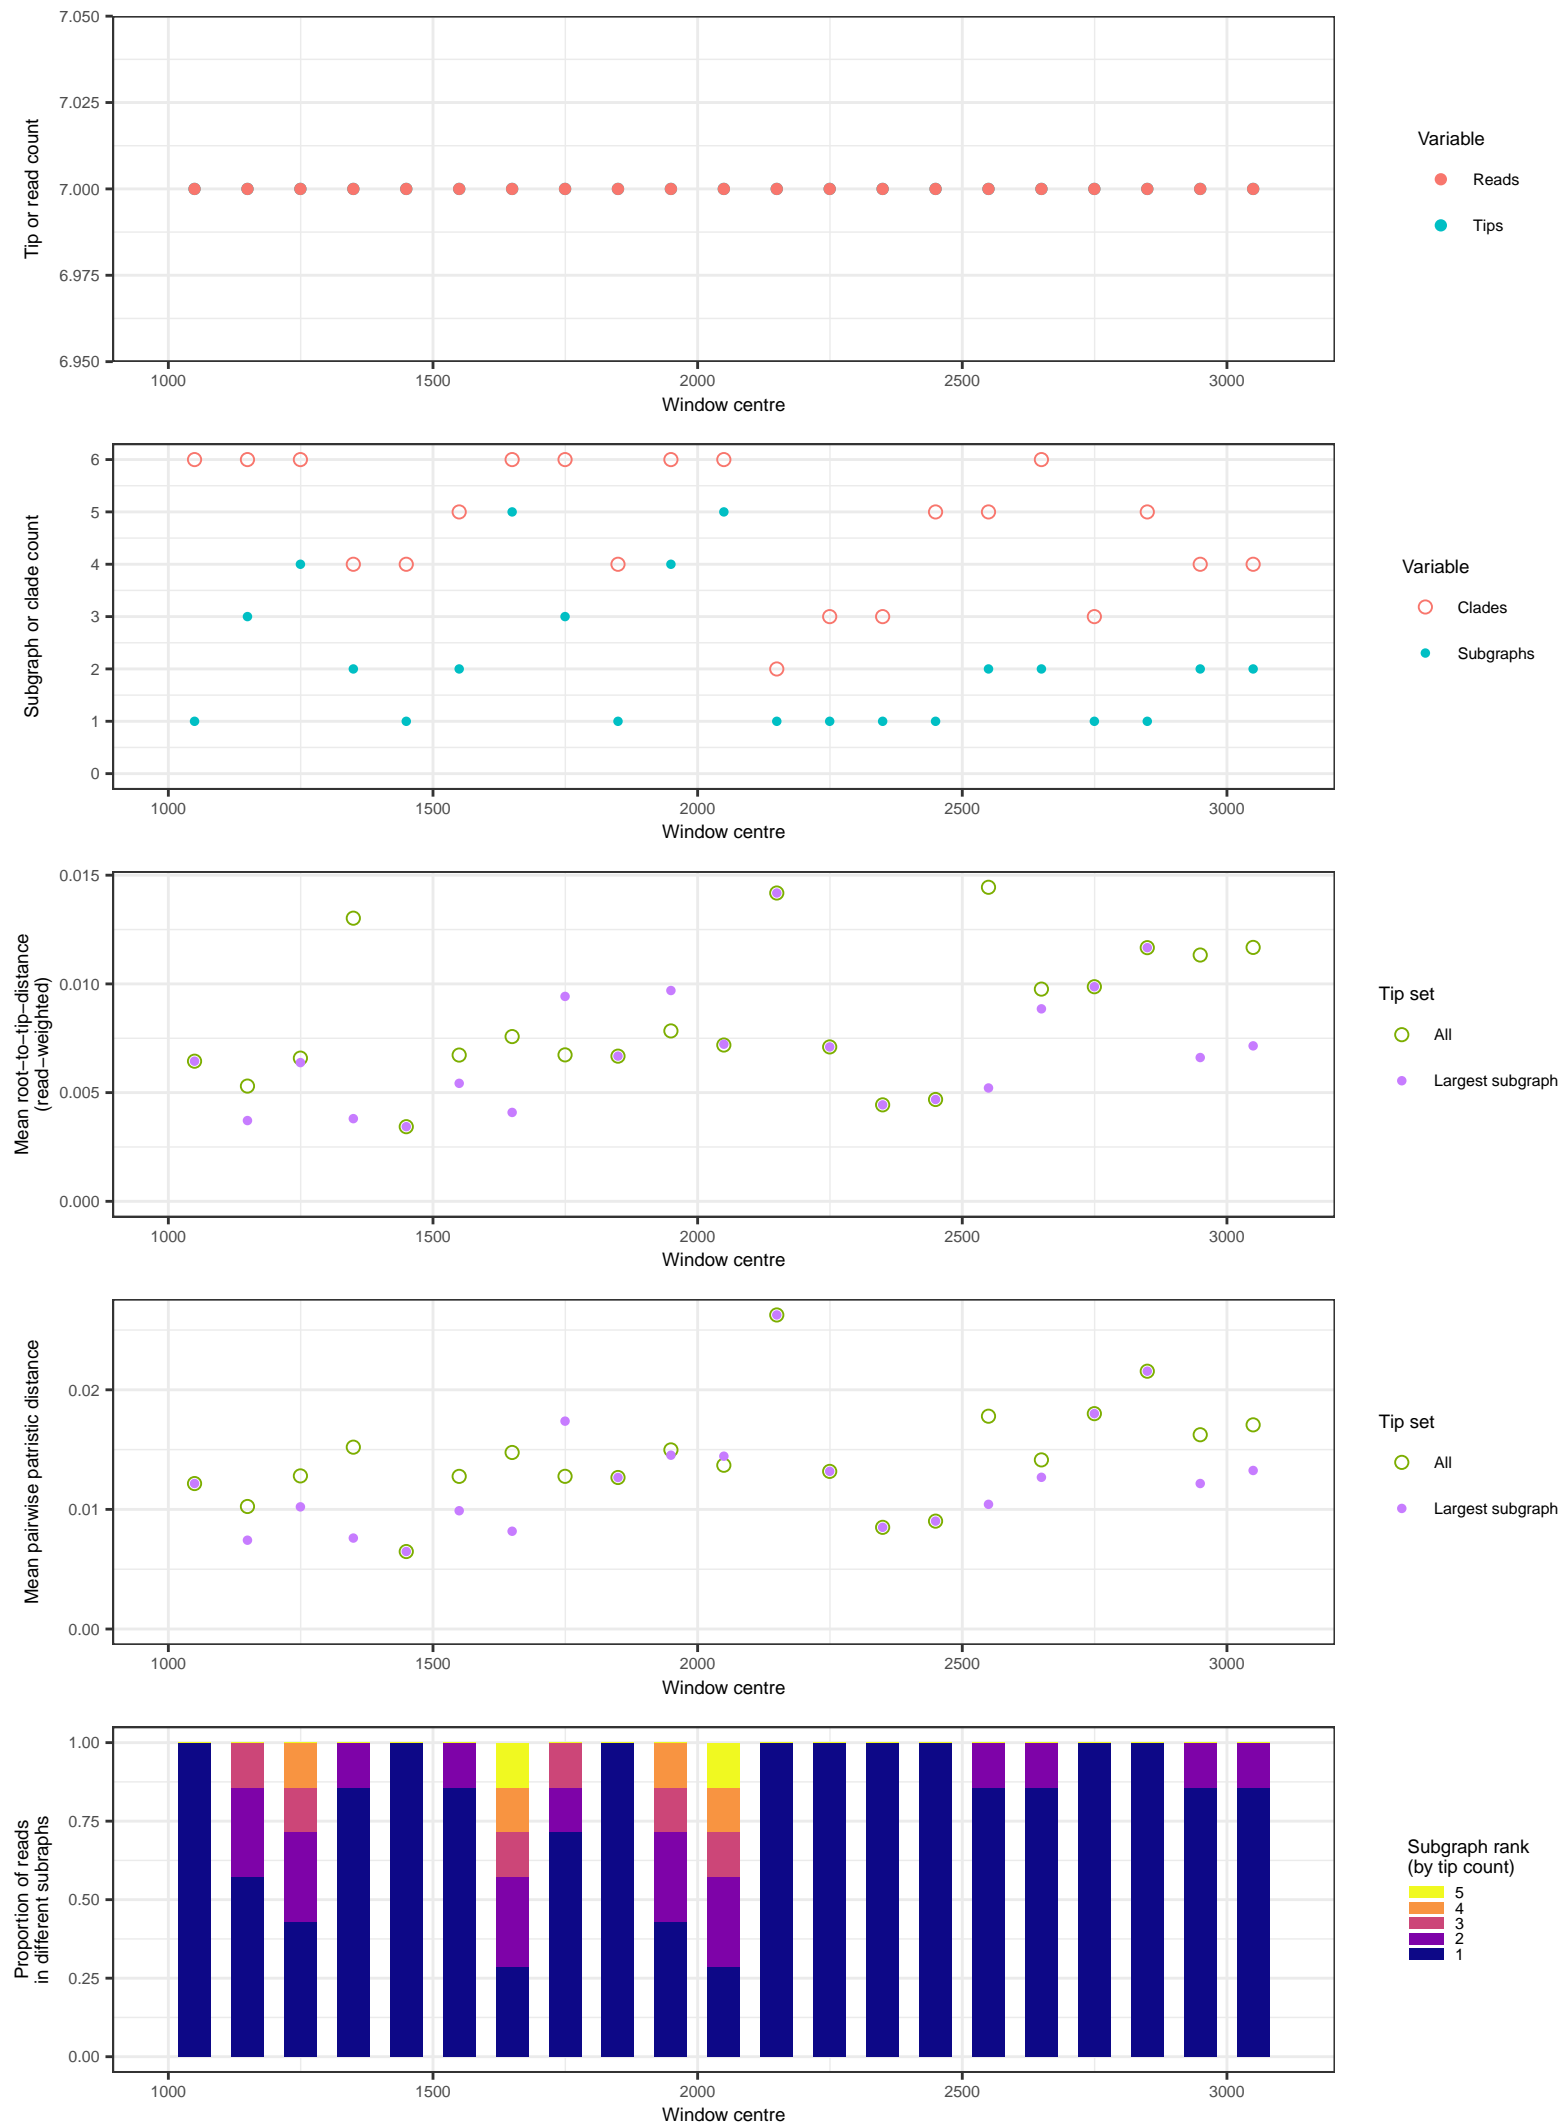 7.050
7.025
7.000
6.975
6.950
Tip or read count
1000 1500 2000 2500 3000
Window centre
Variable
Reads
Tips
6
5
4
3
2
1
0
Subgraph or clade count
1000 1500 2000 2500 3000
Window centre
Variable
Clades
Subgraphs
0.015
0.010
0.005
0.000
Mean root−to−tip−distance
(read−weighted)
1000 1500 2000 2500 3000
Window centre
Tip set
All
Largest subgraph
0.02
0.01
0.00
Mean pairwise patristic distance
1000 1500 2000 2500 3000
Window centre
Tip set
All
Largest subgraph
1.00
0.75
0.50
0.25
0.00
Proportion of reads
in different subraphs
1000 1500 2000 2500 3000
Window centre
Subgraph rank
(by tip count)
5
4
3
2
1